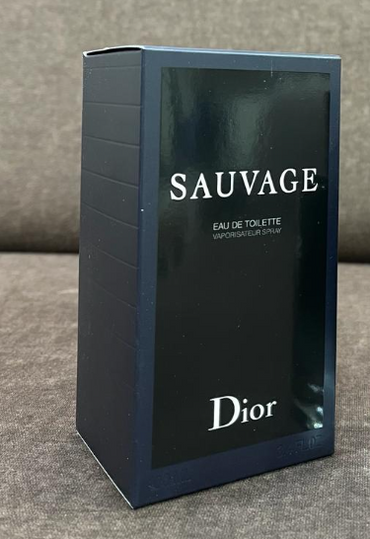 SAUVAGE
EAU DE TOILETTE
VAPORISATEUR SPRAY
Dior